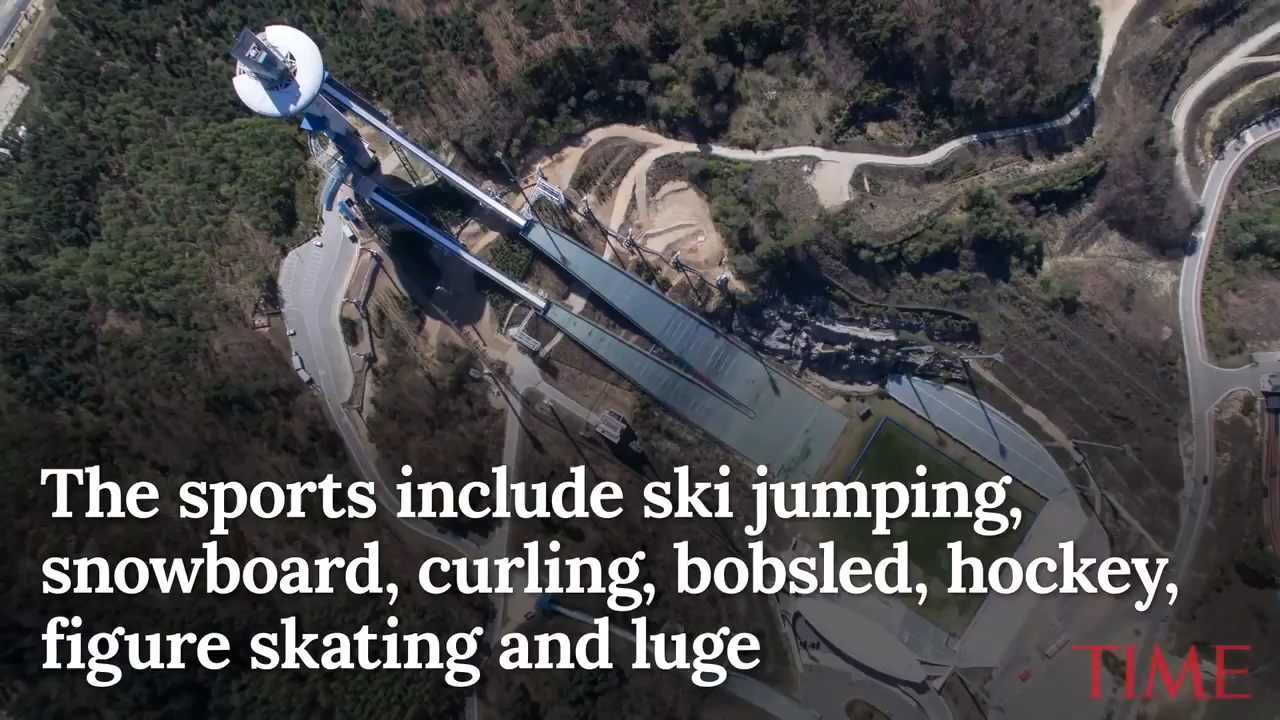 The sports include ski jumping,
snowboard, curling, bobsled, hockey,
figure skating and luge
TIME